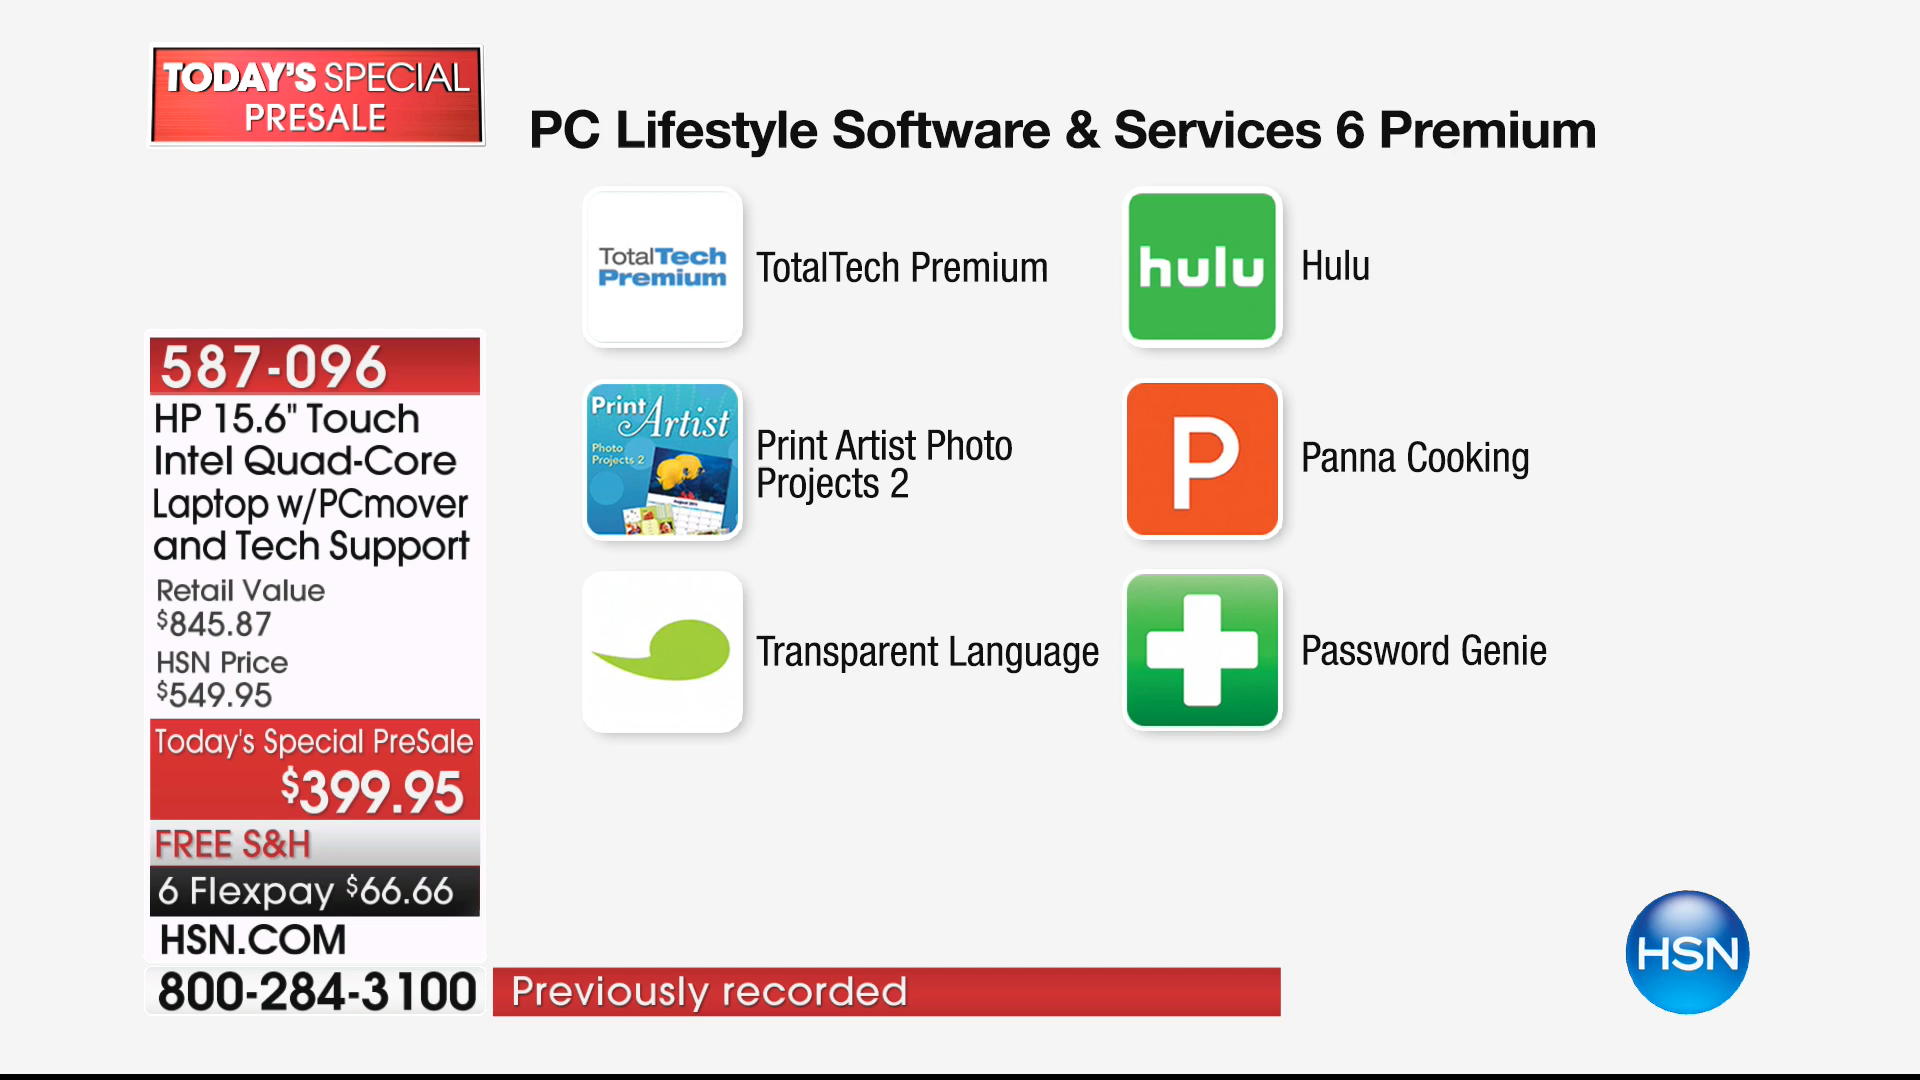 TODAY'S SPECIAL
PRESALE
PC Lifestyle Software & Services 6 Premium
TotalTech
Premium
TotalTech Premium
hulu
Hulu
Print Artist
Photo
Projects 2
Print Artist Photo
Projects 2
P
Panna Cooking
Transparent Language
Password Genie
587-096
HP 15.6" Touch
Intel Quad-Core
Laptop w/PCmover
and Tech Support
Retail Value
$845.87
HSN Price
$549.95
Today's Special PreSale
$399.95
FREE S&H
6 Flexpay $66.66
HSN.COM
800-284-3100
Previously recorded
HSN